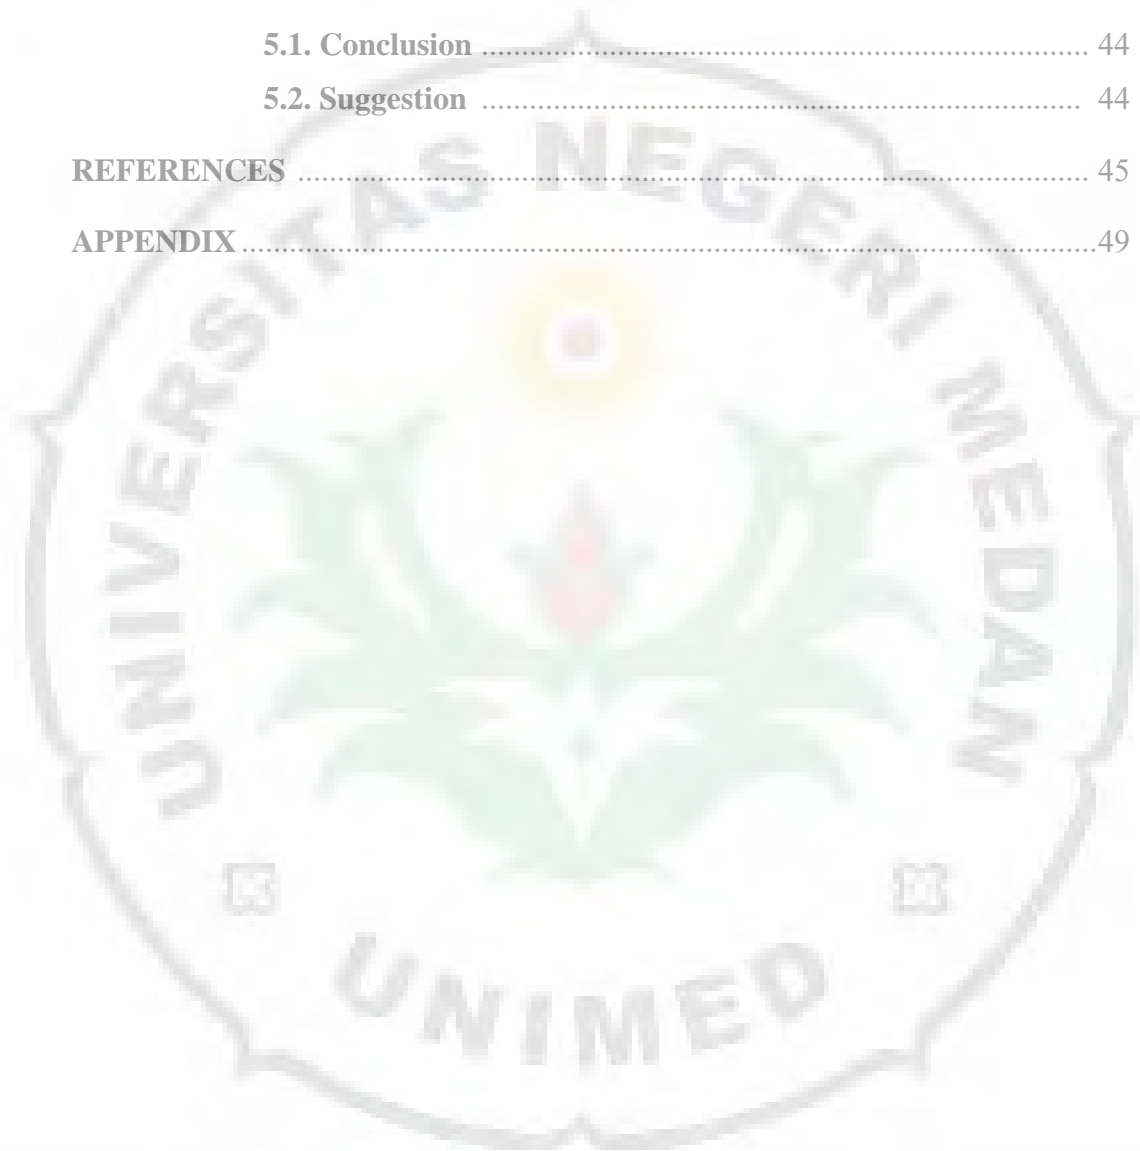 5.1. Conclusion ........................................................................... 44
5.2. Suggestion .......................................................................... 44
REFERENCES .................................................................................................. 45
APPENDIX ..........................................................................................................49
UNIVERSITAS NEGERI MEDAN
UNIMED